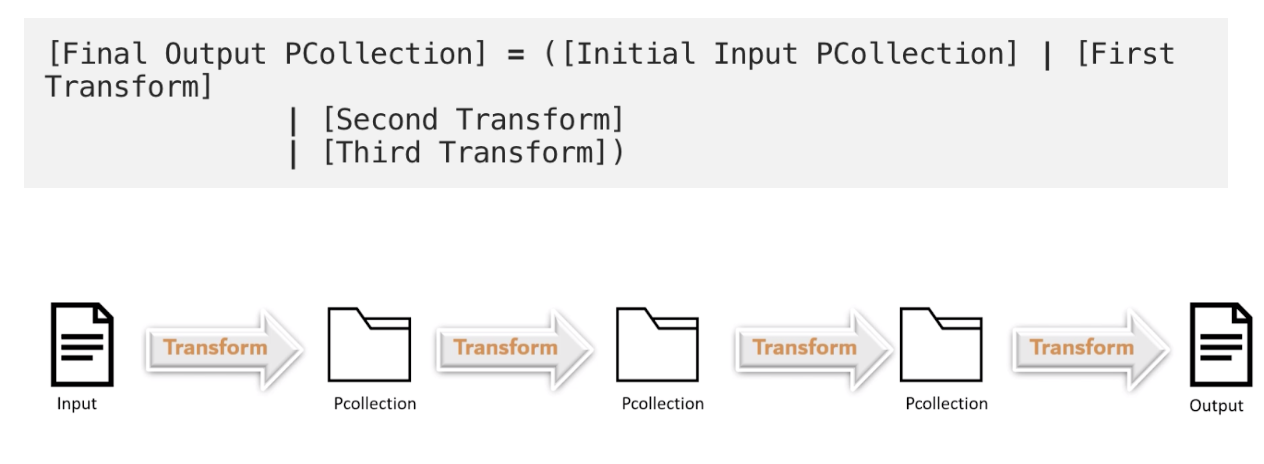 [Final Output PCollection] = ([Initial Input PCollection] | [First
Transform]
| [Second Transform]
| [Third Transform])
Transform
Transform
Transform
Transform
Input
Pcollection
Pcollection
Pcollection
Output